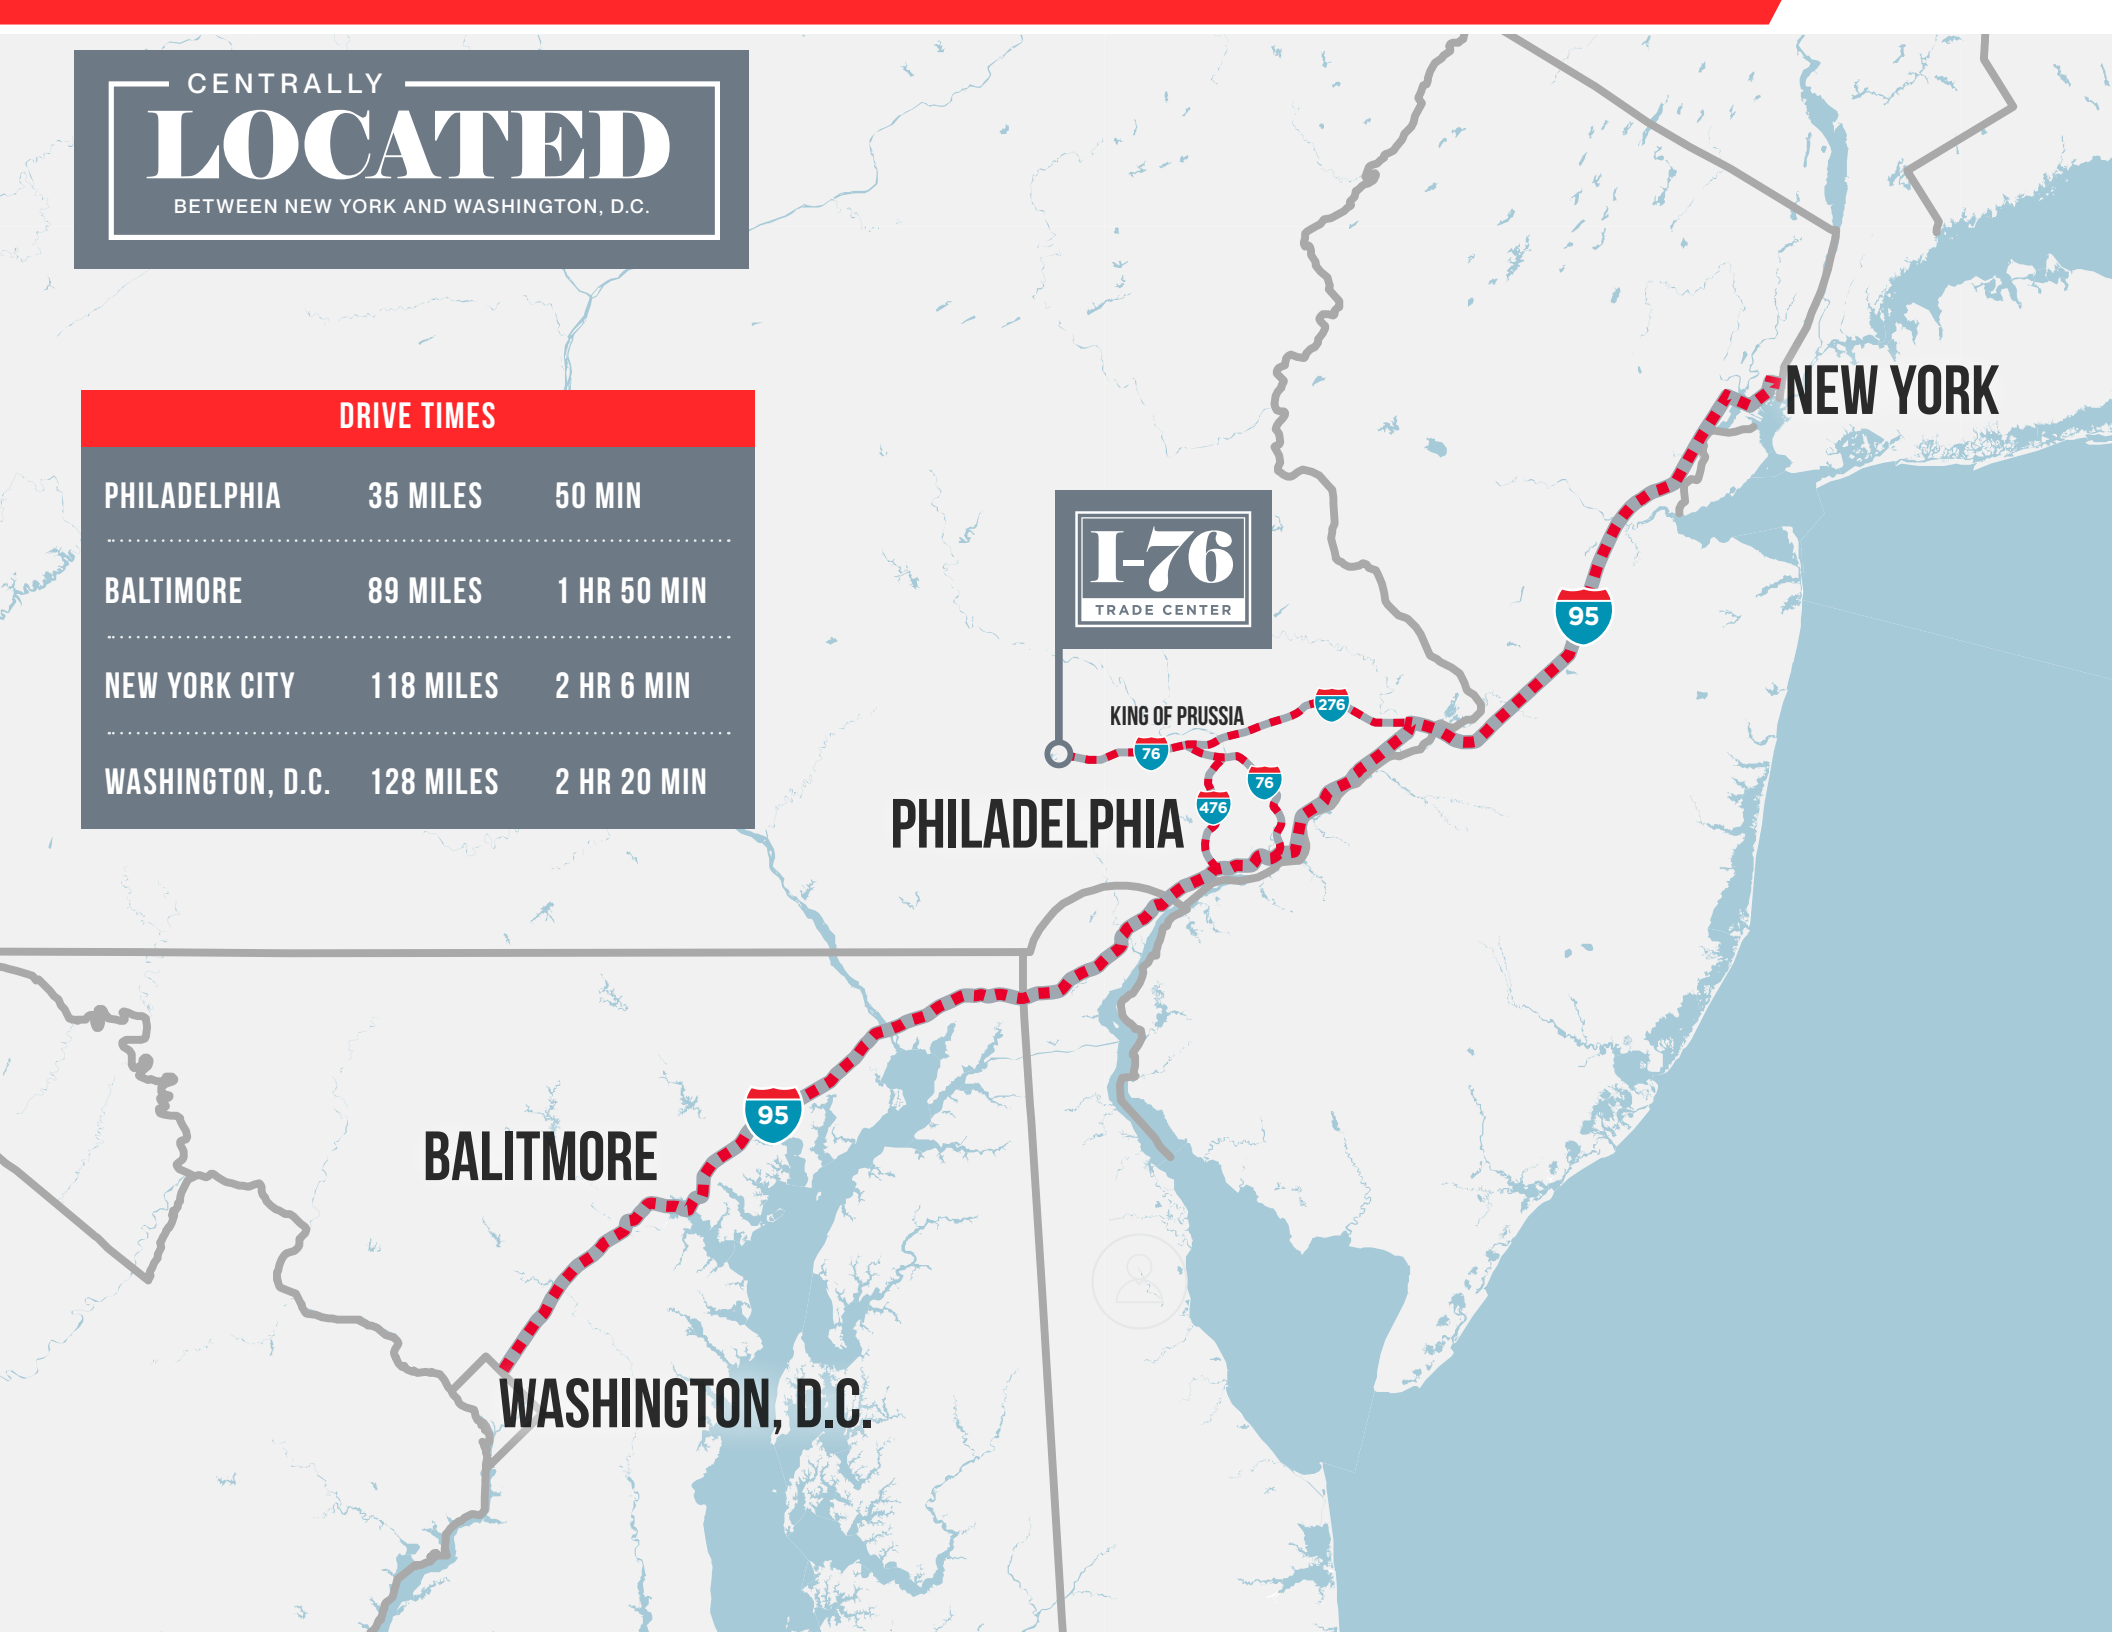 CENTRALLY
LOCATED
BETWEEN NEW YORK AND WASHINGTON, D.C.
DRIVE TIMES
PHILADELPHIA 35 MILES 50 MIN
BALTIMORE 89 MILES 1 HR 50 MIN
NEW YORK CITY 118 MILES 2 HR 6 MIN
WASHINGTON, D.C. 128 MILES 2 HR 20 MIN
NEW YORK
I-76
TRADE CENTER
95
276
KING OF PRUSSIA
76
76
476
PHILADELPHIA
95
BALITMORE
WASHINGTON, D.C.